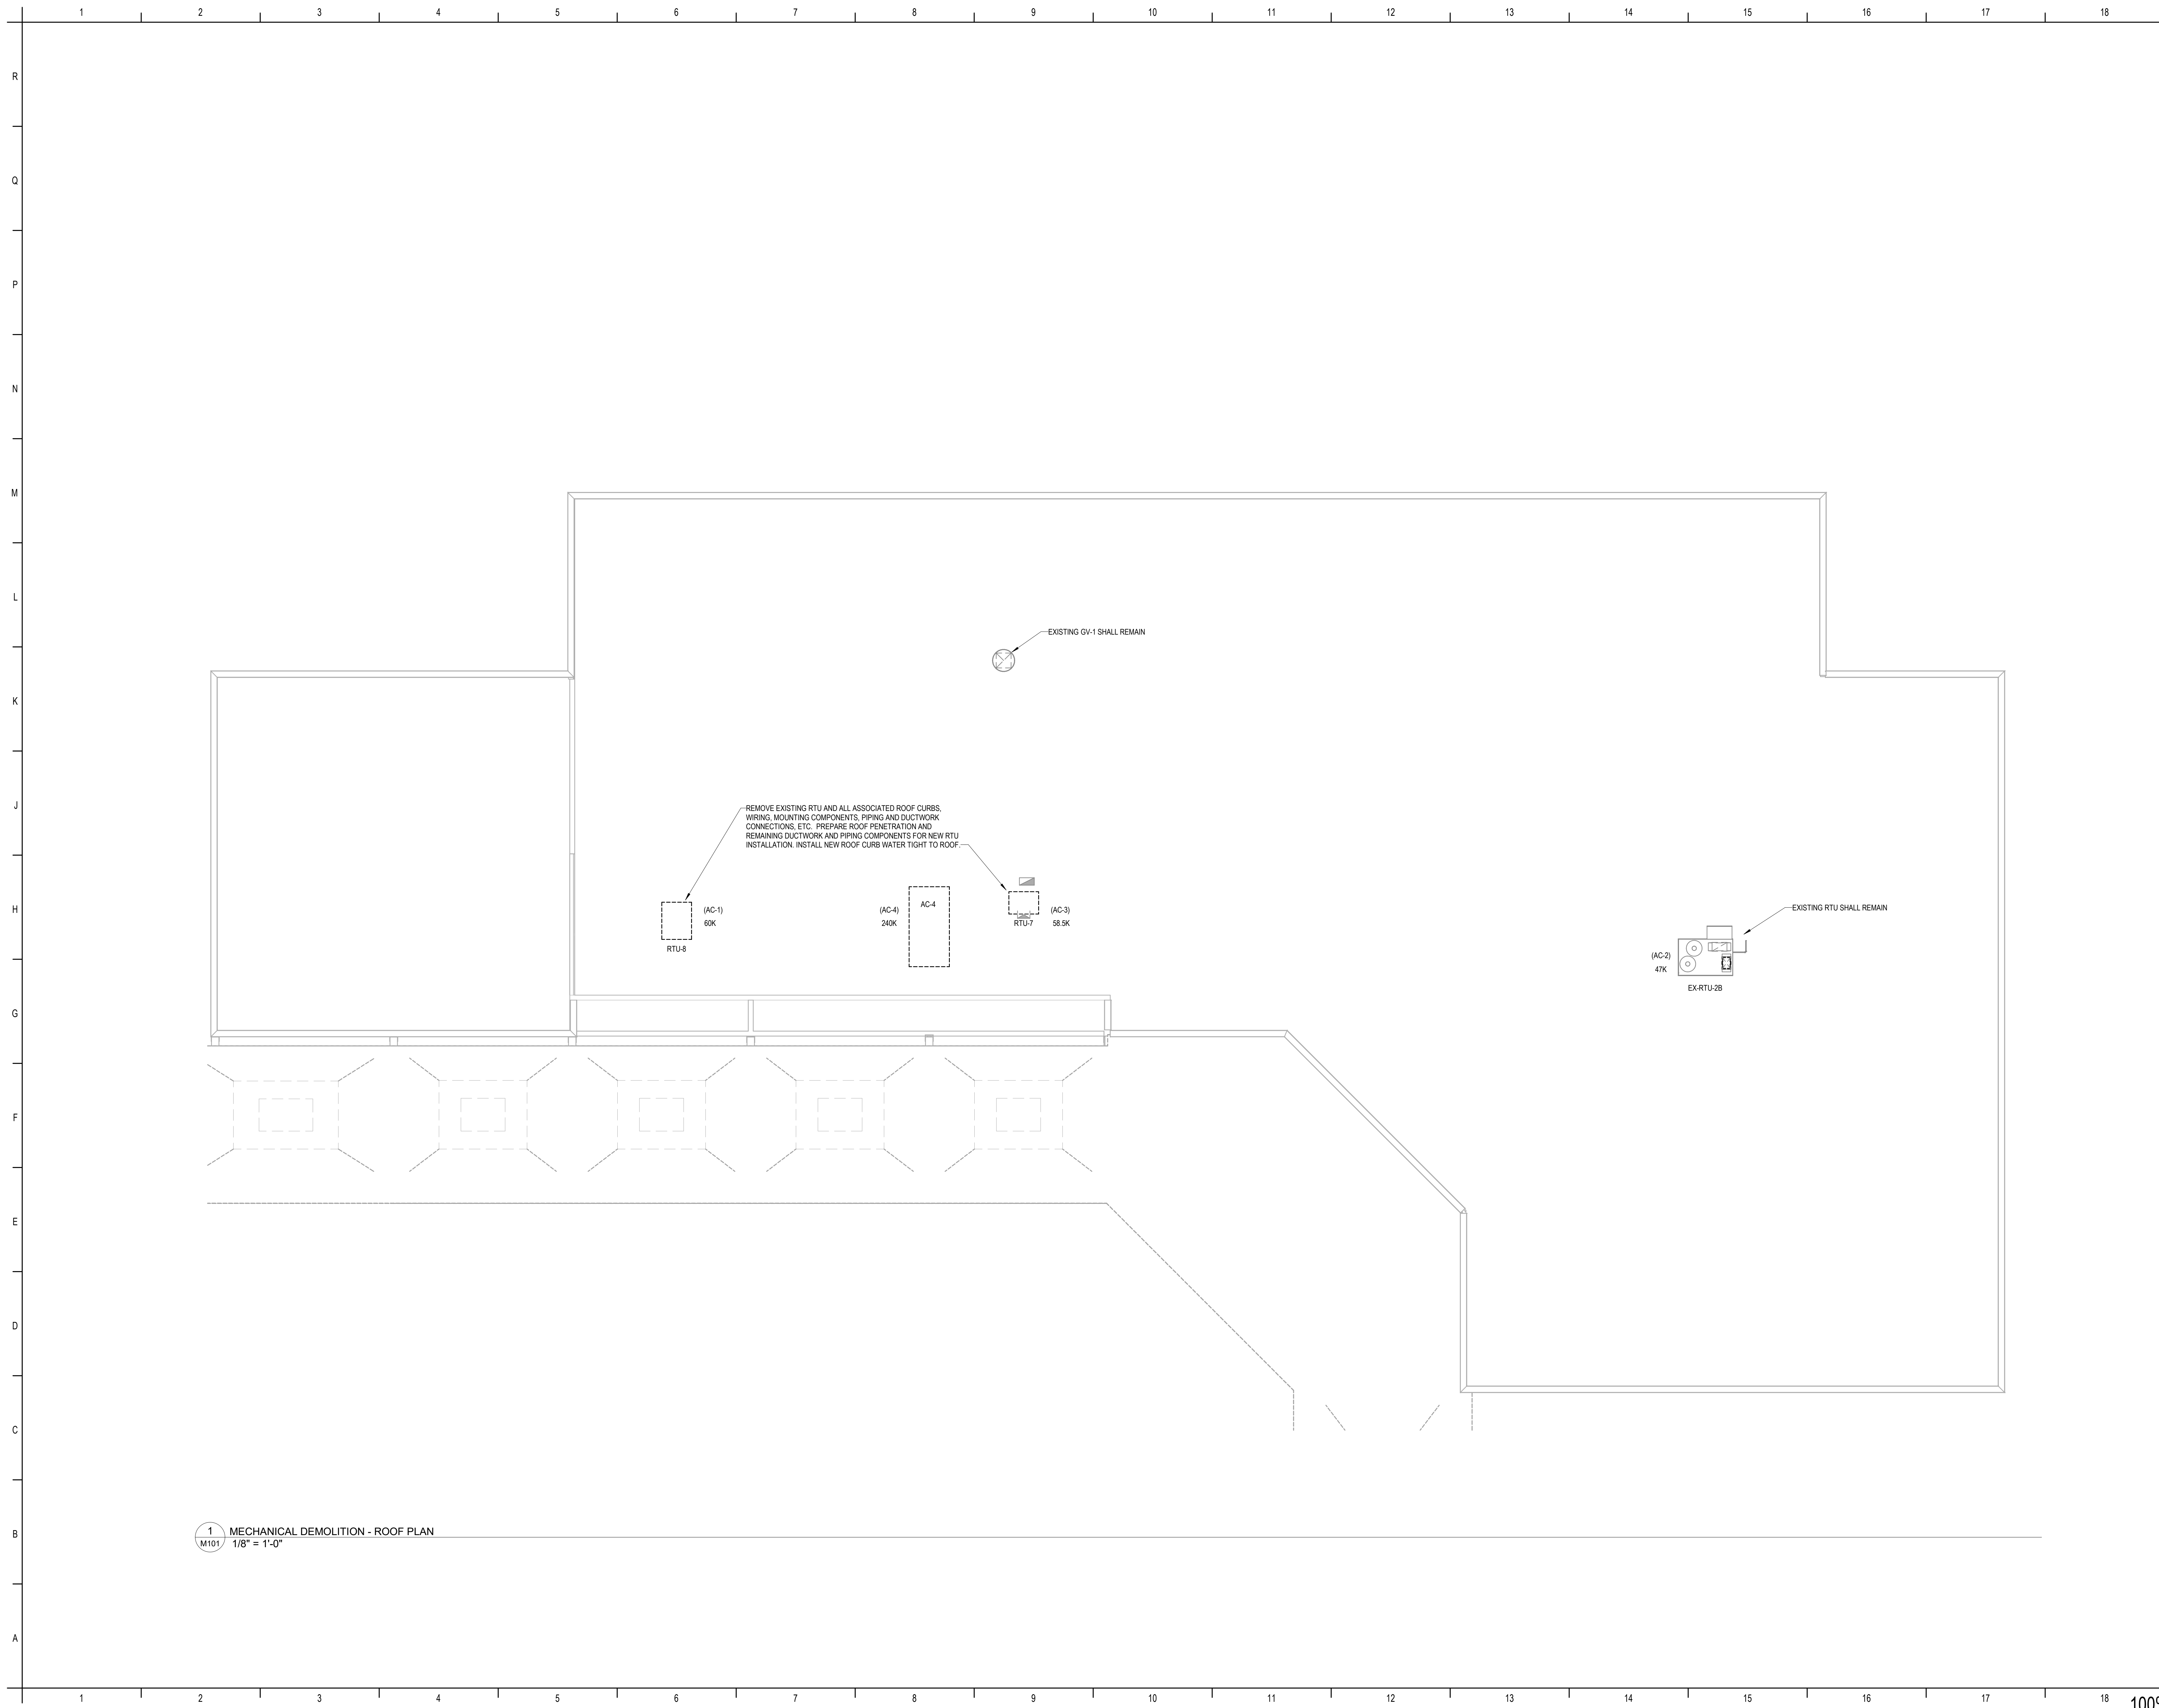 1 2 3 4 5 6 7 8 9 10 11 12 13 14 15 16 17 18
R
Q
P
N
M
L
EXISTING GV-1 SHALL REMAIN
K
J
REMOVE EXISTING RTU AND ALL ASSOCIATED ROOF CURBS,
WIRING, MOUNTING COMPONENTS, PIPING AND DUCTWORK
CONNECTIONS, ETC. PREPARE ROOF PENETRATION AND
REMAINING DUCTWORK AND PIPING COMPONENTS FOR NEW RTU
INSTALLATION. INSTALL NEW ROOF CURB WATER TIGHT TO ROOF.
H
(AC-1)
60K
RTU-8
(AC-4)
240K
AC-4
(AC-3)
58.5K
RTU-7
EXISTING RTU SHALL REMAIN
(AC-2)
47K
EX-RTU-2B
G
F
E
D
C
B
1
M101
MECHANICAL DEMOLITION - ROOF PLAN
1/8" = 1'-0"
A
1 2 3 4 5 6 7 8 9 10 11 12 13 14 15 16 17 18